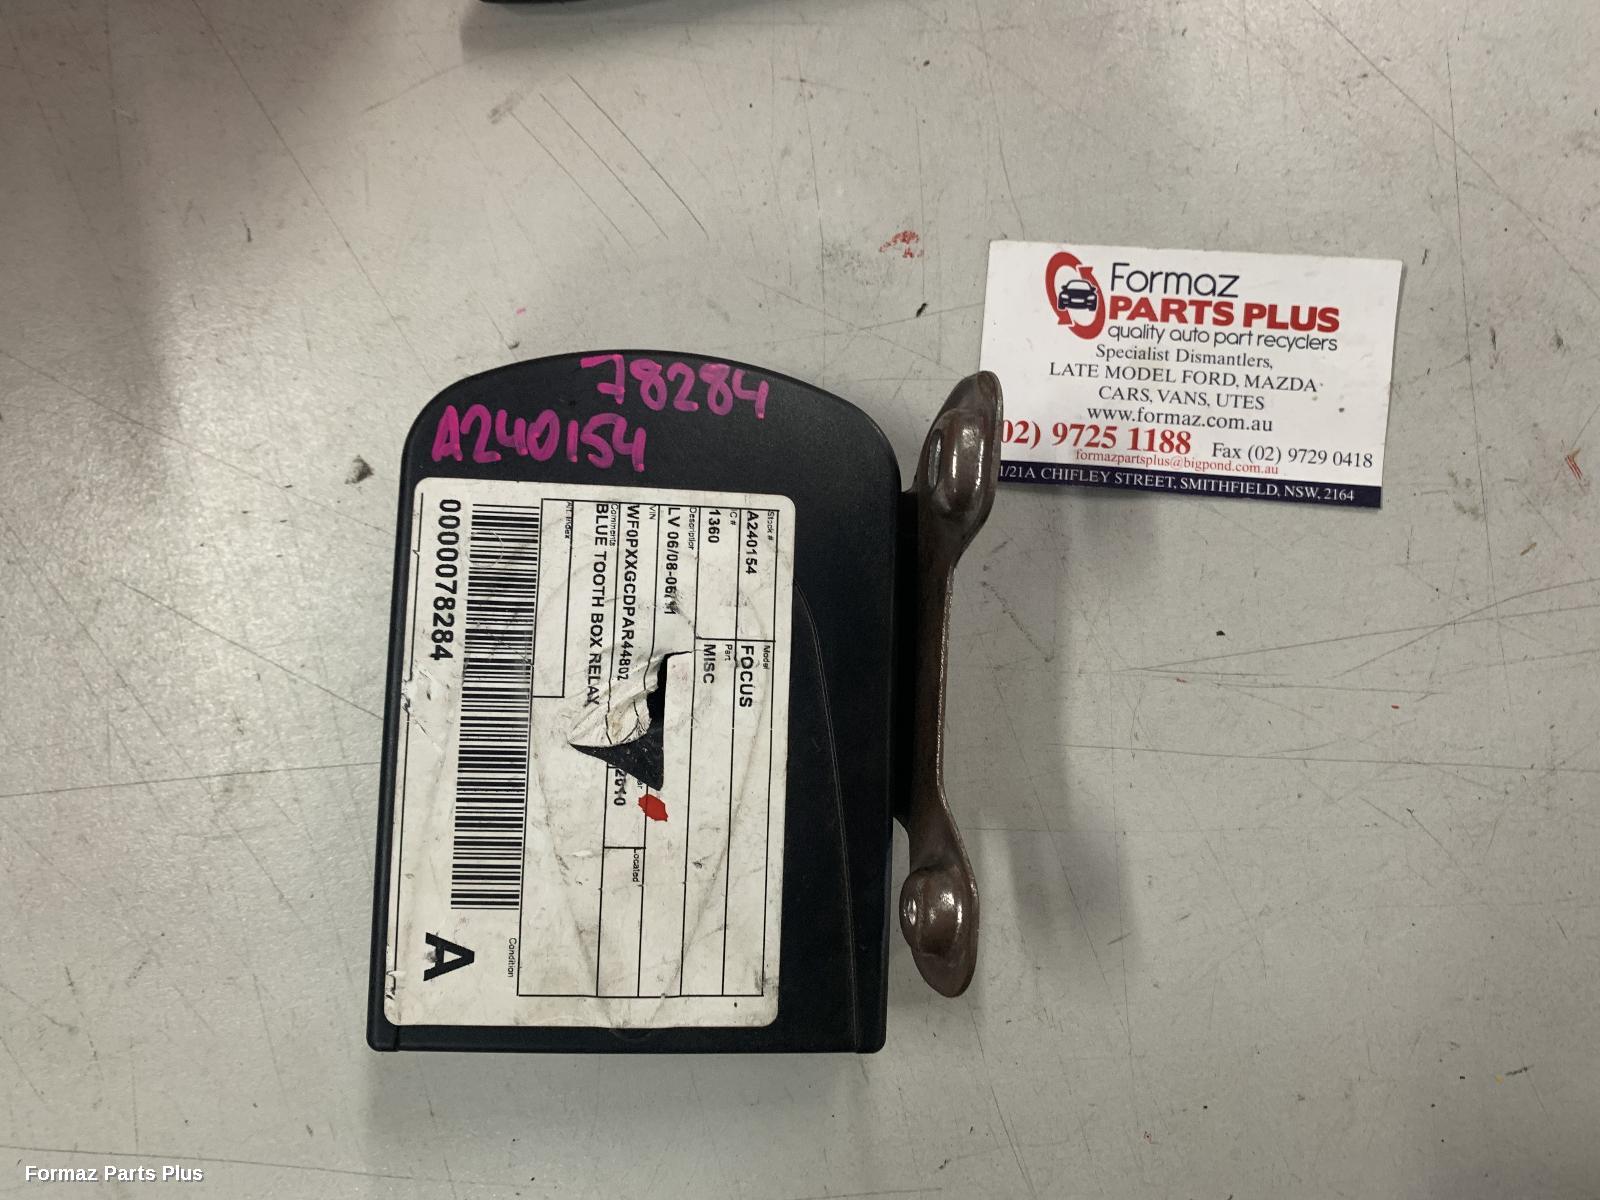 78284
A240154
Stock #
A240154
Model
FOCUS
IC #
1360
Part
MISC
Description
LV 06/08-05/11
VIN
WF0PXXGCDPAR44802
2010
Located
Comments
BLUE TOOTH BOX RELAY
Alt Index
Condition
A
0000078284
Formaz
PARTS PLUS
quality auto part recyclers
Specialist Dismantlers,
LATE MODEL FORD, MAZDA
CARS, VANS, UTES
www.formaz.com.au
02) 9725 1188 Fax (02) 9729 0418
formazpartsplus@bigpond.com.au
1/21A CHIFLEY STREET, SMITHFIELD, NSW, 2164
Formaz Parts Plus